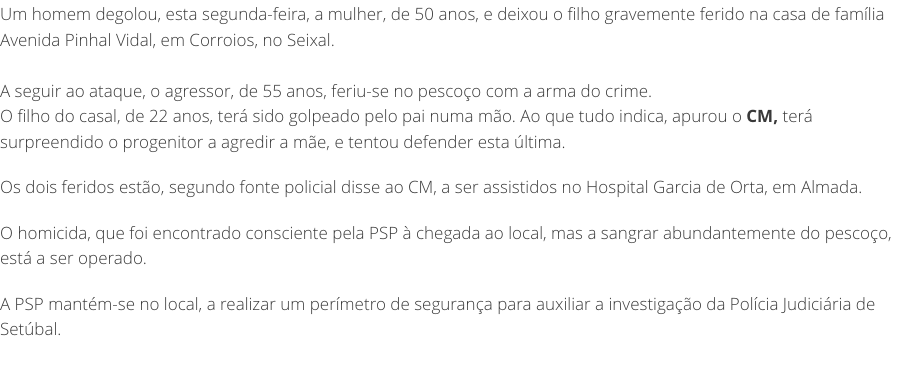 Um homem degolou, esta segunda-feira, a mulher, de 50 anos, e deixou o filho gravemente ferido na casa de família
Avenida Pinhal Vidal, em Corroios, no Seixal.
A seguir ao ataque, o agressor, de 55 anos, feriu-se no pescoço com a arma do crime.
O filho do casal, de 22 anos, terá sido golpeado pelo pai numa mão. Ao que tudo indica, apurou o CM, terá
surpreendido o progenitor a agredir a mãe, e tentou defender esta última.
Os dois feridos estão, segundo fonte policial disse ao CM, a ser assistidos no Hospital Garcia de Orta, em Almada.
O homicida, que foi encontrado consciente pela PSP à chegada ao local, mas a sangrar abundantemente do pescoço,
está a ser operado.
A PSP mantém-se no local, a realizar um perímetro de segurança para auxiliar a investigação da Polícia Judiciária de
Setúbal.